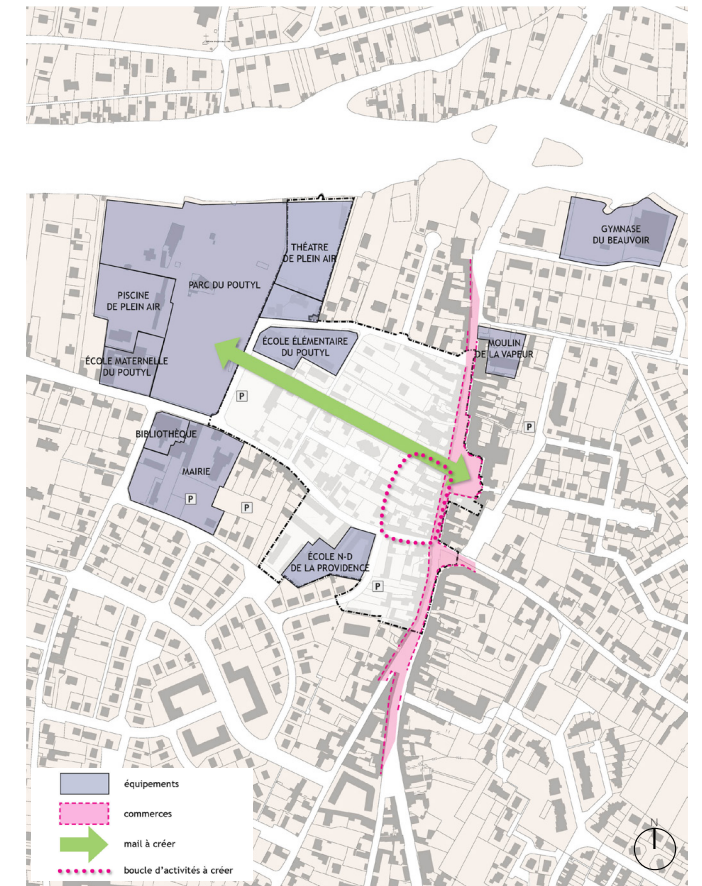 GYMNASE
DU BEAUVOIR
THÉATRE
DE PLEIN AIR
PARC DU POUTYL
PISCINE
DE PLEIN AIR
ÉCOLE ÉLÉMENTAIRE
DU POUTYL
MOULIN
DE LA VAPEUR
ÉCOLE MATERNELLE
DU POUTYL
P
P
BIBLIOTHÈQUE
MAIRIE
P
P
ÉCOLE N-D
DE LA PROVIDENCE
P
équipements
commerces
mail à créer
boucle d'activités à créer
N